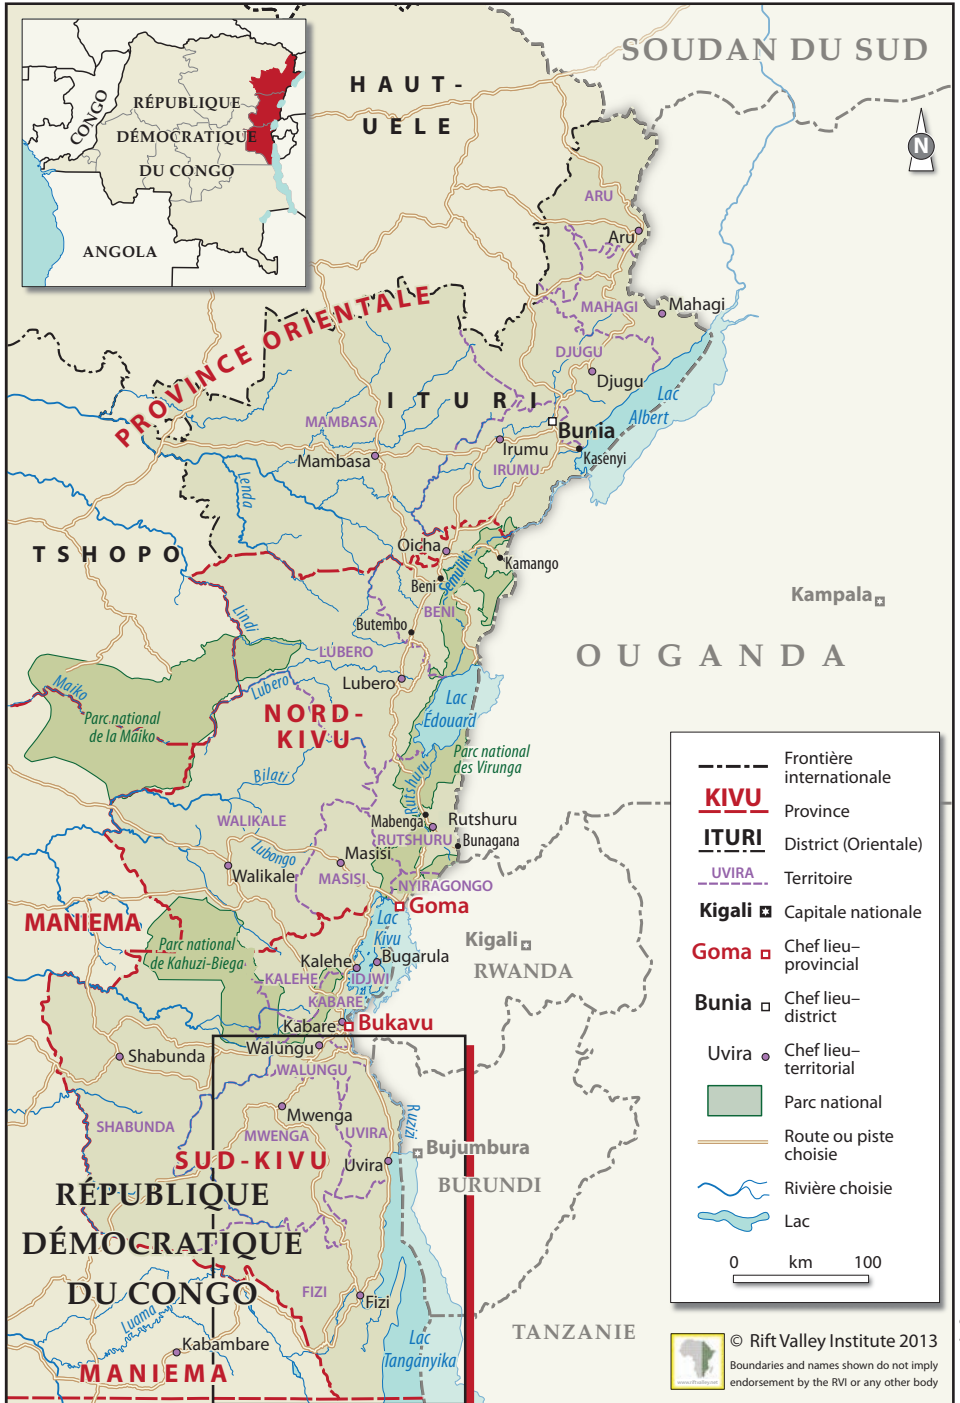 SOUDAN DU SUD
HAUT-
UELE
RÉPUBLIQUE
DÉMOCRATIQUE
DU CONGO
CONGO
ANGOLA
N
ARU
Aru
MAHAGI
Mahagi
PROVINCE ORIENTALE
DJUGU
Djugu
Lac
Albert
ITURI
MAMBASA
Bunia
Irumu
Kasenyi
Mambasa
IRUMU
Lenda
TSHOPO
Oicha
Kamango
Semuliki
Beni
BENI
Kampala
Lindi
Butembo
LUBERO
OUGANDA
Lubero
Lubero
Maiko
Parc national
de la Maiko
NORD-
KIVU
Lac
Édouard
Parc national
des Virunga
Bilati
Rutshuru
WALIKALE
Mabenga
Rutshuru
RUTSHURU
Bunagana
Lubongo
Masisi
Walikale
MASISI
NYIRAGONGO
Goma
MANIEMA
Lac
Kivu
Parc national
de Kahuzi-Biega
Kigali
Kalehe
Bugarula
RWANDA
KALEHE
IDJWI
KABARE
Kabare
Bukavu
Walungu
Shabunda
WALUNGU
Mwenga
SHABUNDA
MWENGA
UVIRA
Ruzizi
Bujumbura
SUD-KIVU
Uvira
BURUNDI
RÉPUBLIQUE
DÉMOCRATIQUE
DU CONGO
FIZI
Fizi
Luama
Kabambare
Lac
Tanganyika
TANZANIE
MANIEMA
Frontière
internationale
KIVU
Province
ITURI
District (Orientale)
UVIRA
Territoire
Kigali
Capitale nationale
Goma
Chef lieu–
provincial
Bunia
Chef lieu–
district
Uvira
Chef lieu–
territorial
Parc national
Route ou piste
choisie
Rivière choisie
Lac
0 km 100
© Rift Valley Institute 2013
Boundaries and names shown do not imply
endorsement by the RVI or any other body
www.riftvalley.net